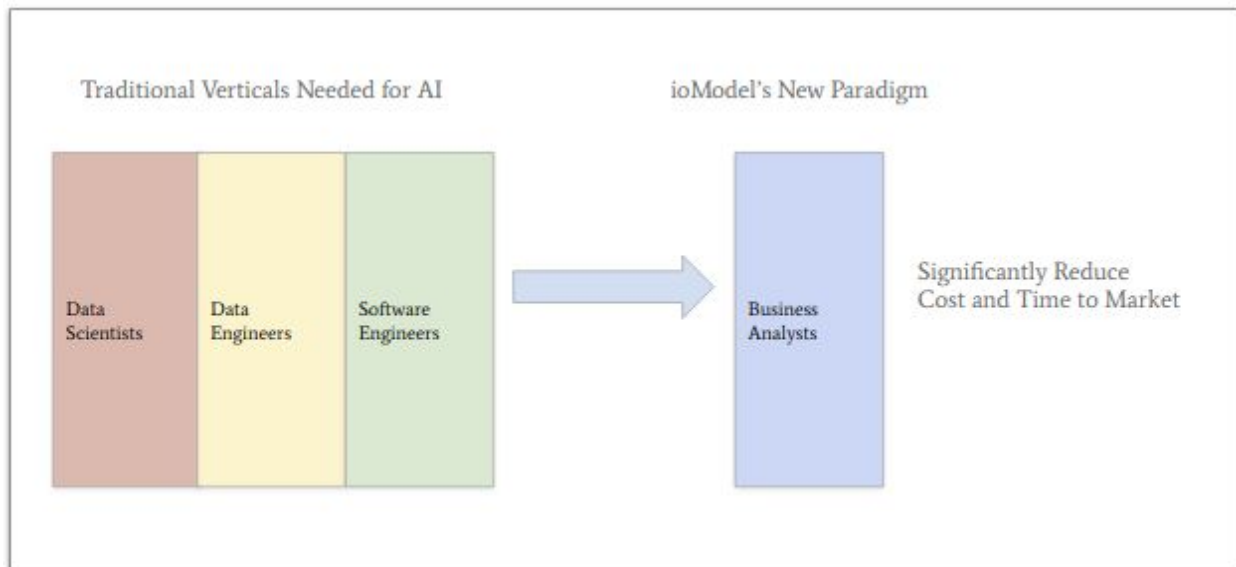 Traditional Verticals Needed for AI
ioModel's New Paradigm
Data
Scientists
Data
Engineers
Software
Engineers
Business
Analysts
Significantly Reduce
Cost and Time to Market